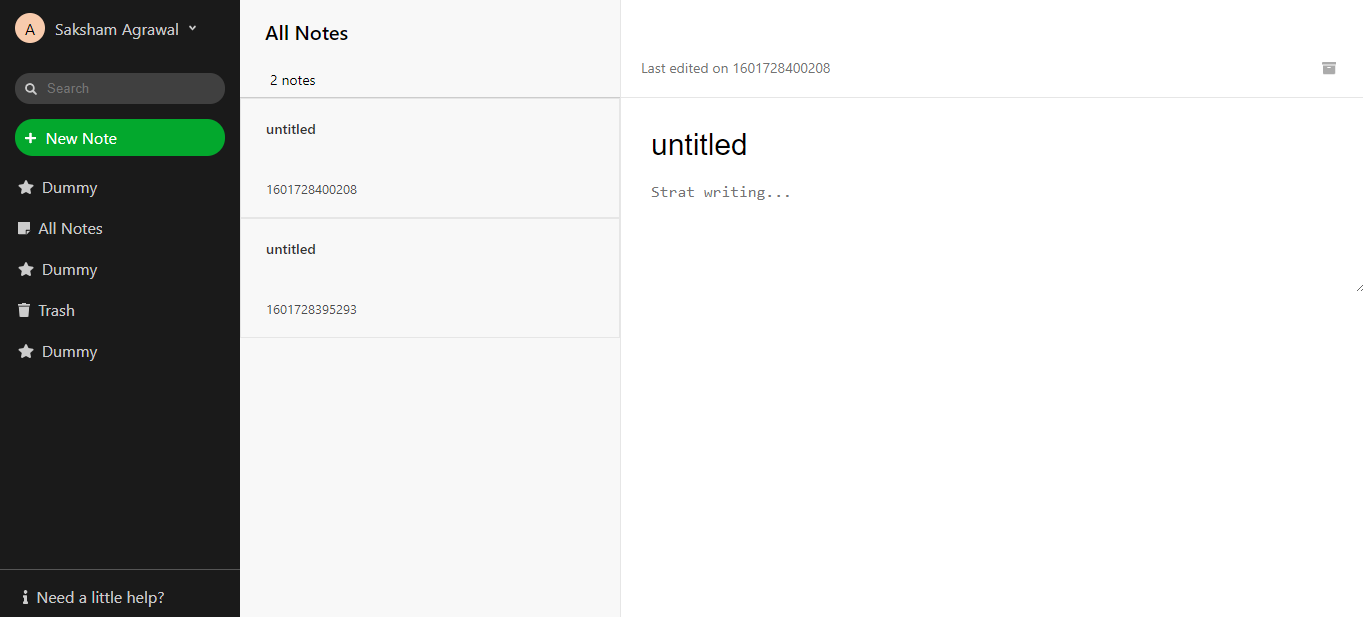 A
Saksham Agrawal
Search
New Note
Dummy
All Notes
Dummy
Trash
Dummy
Need a little help?
All Notes
2 notes
untitled
1601728400208
untitled
1601728395293
Last edited on 1601728400208
untitled
Strat writing...